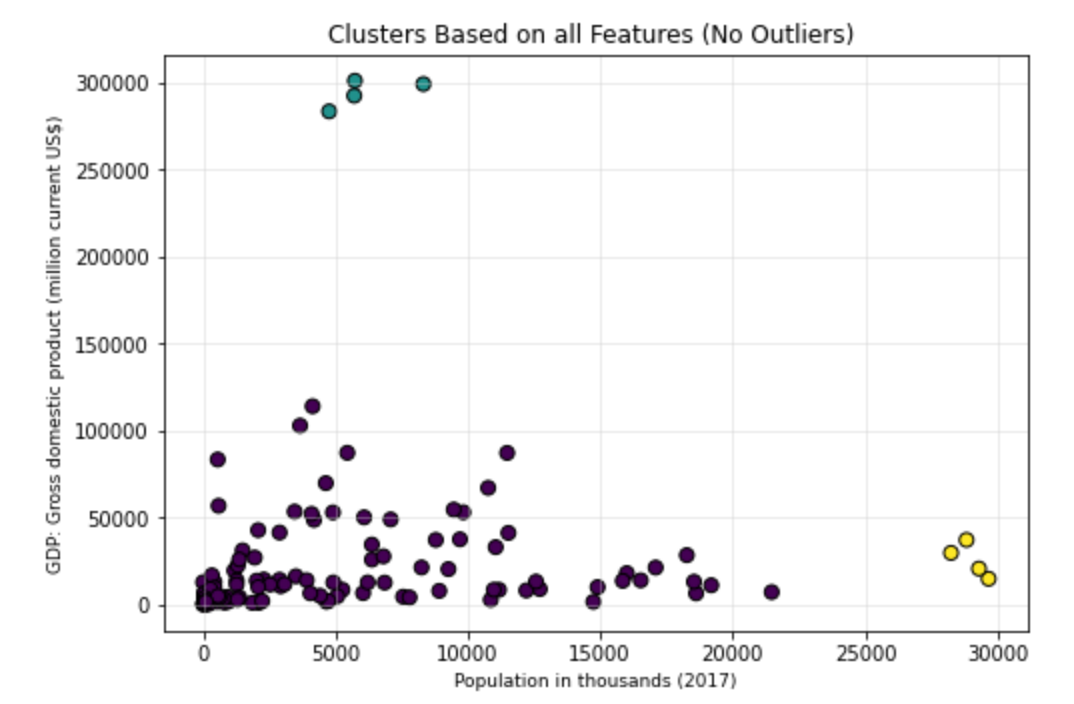 Clusters Based on all Features (No Outliers)
GDP: Gross domestic product (million current US$)
300000
250000
200000
150000
100000
50000
0
0 5000 10000 15000 20000 25000 30000
Population in thousands (2017)